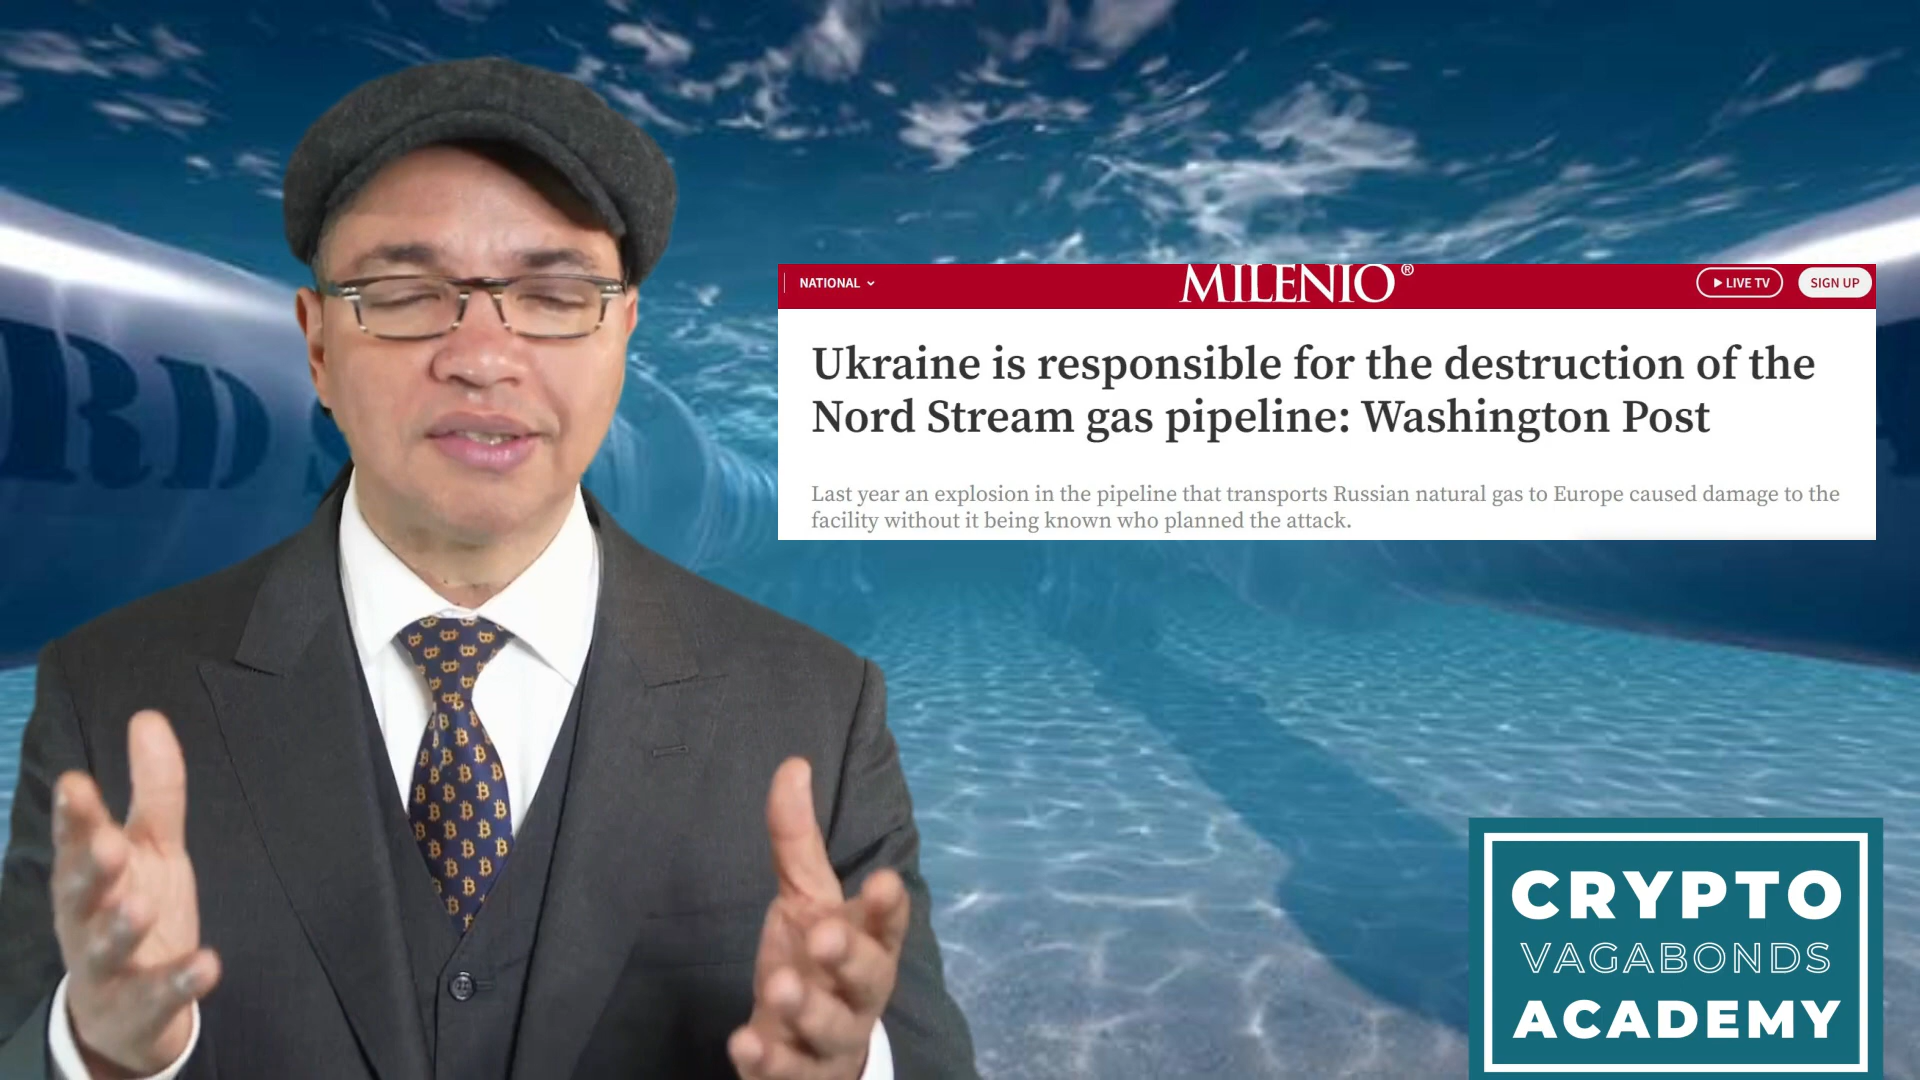 RD S
NATIONAL
MILENIO®
LIVE TV
SIGN UP
Ukraine is responsible for the destruction of the
Nord Stream gas pipeline: Washington Post
Last year an explosion in the pipeline that transports Russian natural gas to Europe caused damage to the
facility without it being known who planned the attack.
CRYPTO
VAGABONDS
ACADEMY